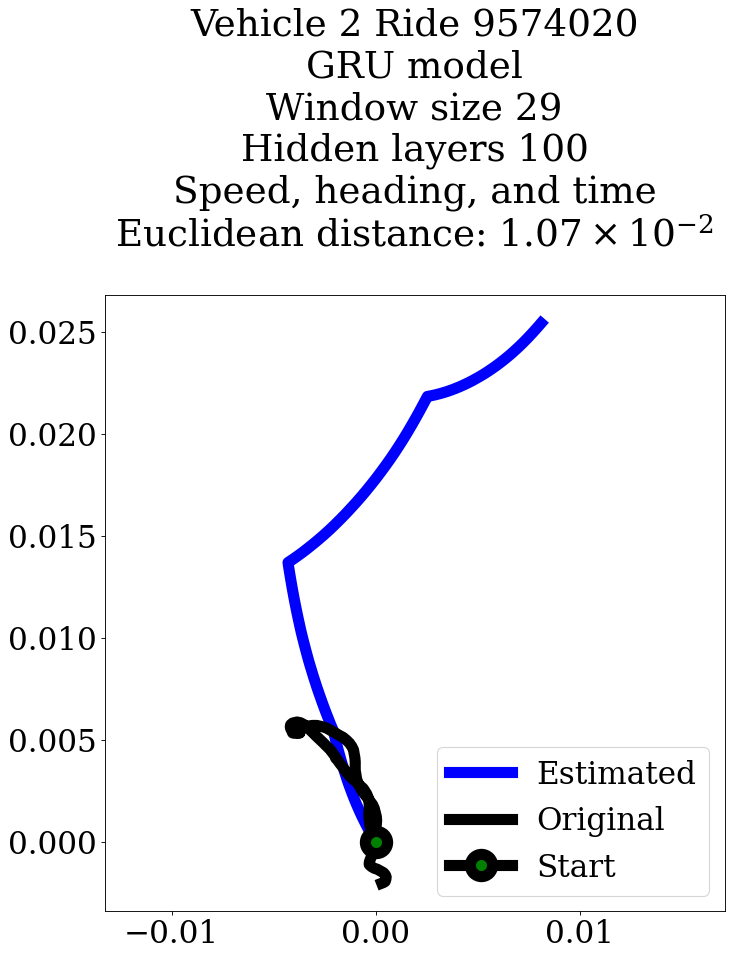 Vehicle 2 Ride 9574020
GRU model
Window size 29
Hidden layers 100
Speed, heading, and time
Euclidean distance: 1.07 × 10⁻²
0.025
0.020
0.015
0.010
0.005
0.000
Estimated
Original
Start
−0.01
0.00
0.01